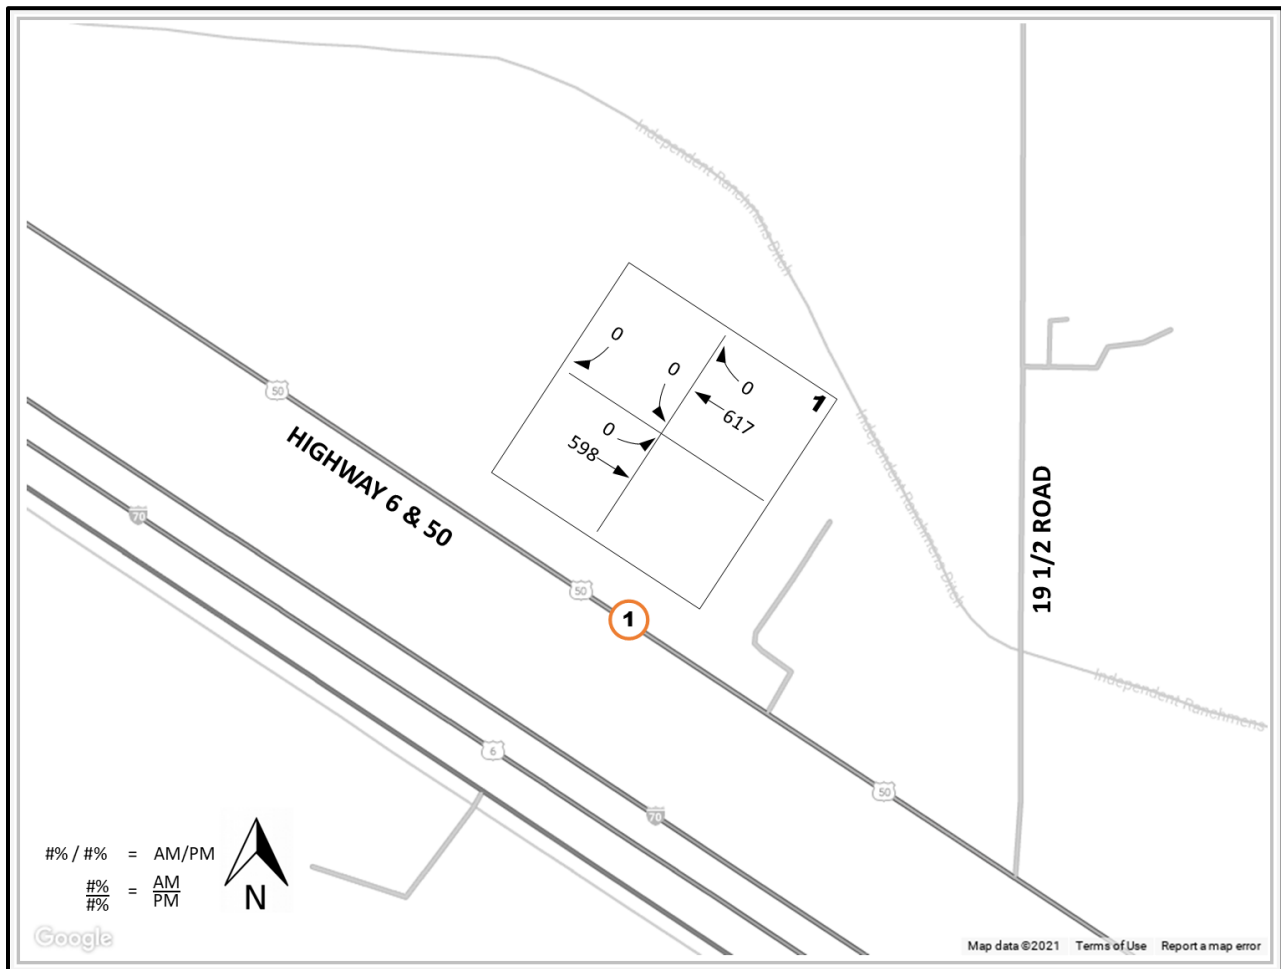 Independent Ranchmens Ditch
0
0
0
1
617
0
598
50
HIGHWAY 6 & 50
Independent Ranchmens Ditch
19 1/2 ROAD
70
50
1
Independent Ranchmens
6
50
70
#% / #% = AM/PM
#% = AM
#% PM
N
Google
Map data ©2021 Terms of Use Report a map error